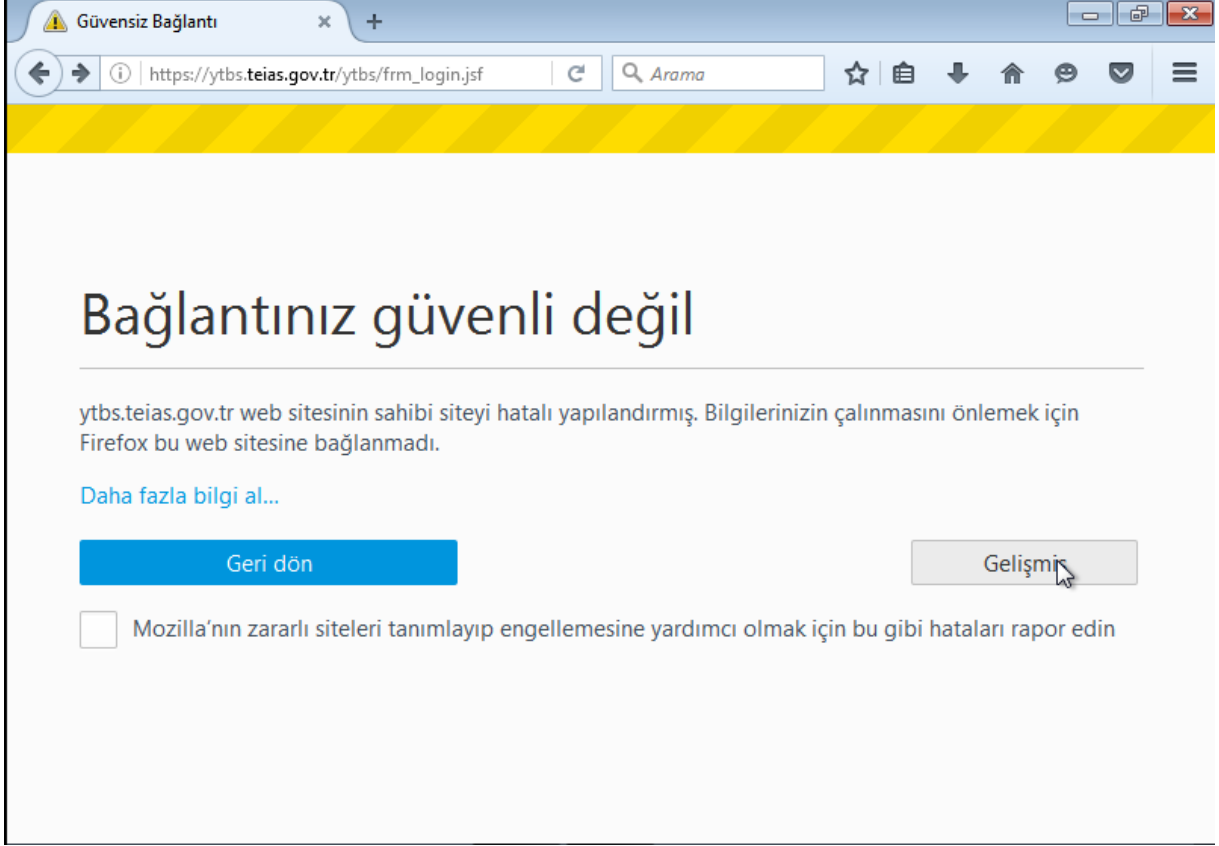 Güvensiz Bağlantı
https://ytbs.teias.gov.tr/ytbs/frm_login.jsf
Arama
Bağlantınız güvenli değil
ytbs.teias.gov.tr web sitesinin sahibi siteyi hatalı yapılandırmış. Bilgilerinizin çalınmasını önlemek için
Firefox bu web sitesine bağlanmadı.
Daha fazla bilgi al...
Geri dön
Gelişmiş
Mozilla'nın zararlı siteleri tanımlayıp engellemesine yardımcı olmak için bu gibi hataları rapor edin